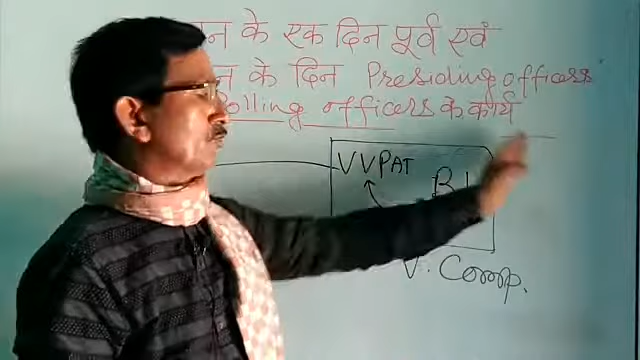 के एक दिन पूर्व एवं
के दिन Presiding officers
olling officers के कार्य
VVPAT
V. Comp.